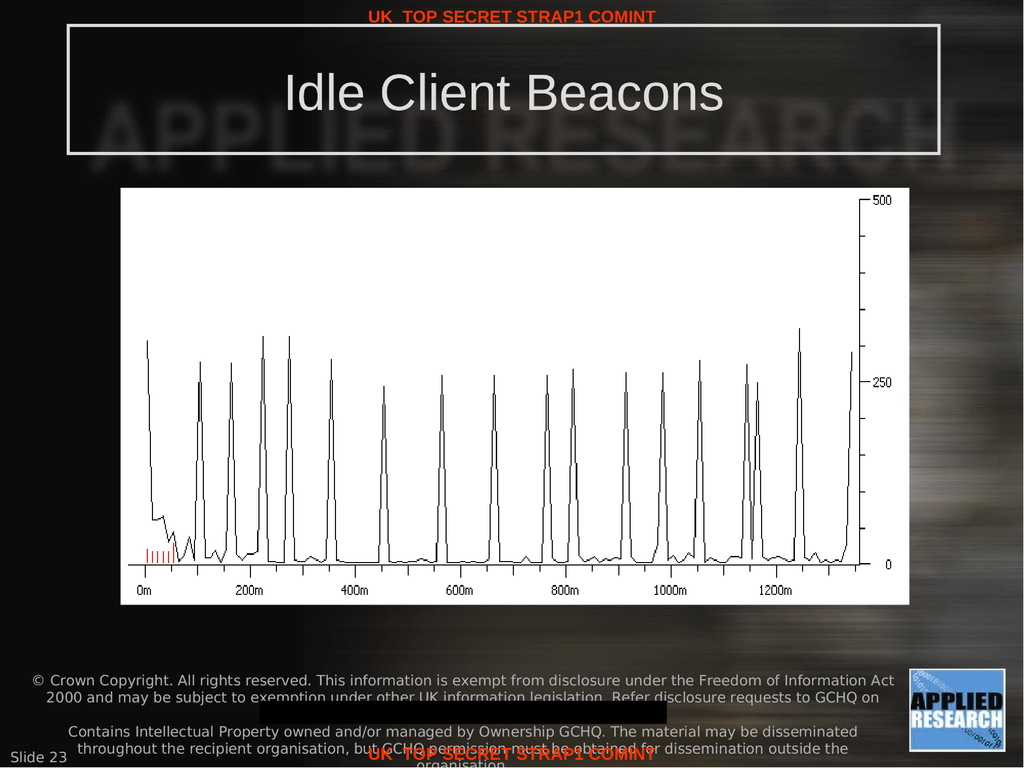 UK TOP SECRET STRAP1 COMINT
Idle Client Beacons
APPLIED RESEARCH
500
250
0
0m 200m 400m 600m 800m 1000m 1200m
© Crown Copyright. All rights reserved. This information is exempt from disclosure under the Freedom of Information Act
2000 and may be subject to exemption under other UK information legislation. Refer disclosure requests to GCHQ on
Contains Intellectual Property owned and/or managed by Ownership GCHQ. The material may be disseminated
throughout the recipient organisation, but GCHQ permission must be obtained for dissemination outside the
organisation.
UK TOP SECRET STRAP1 COMINT
Slide 23
APPLIED
RESEARCH